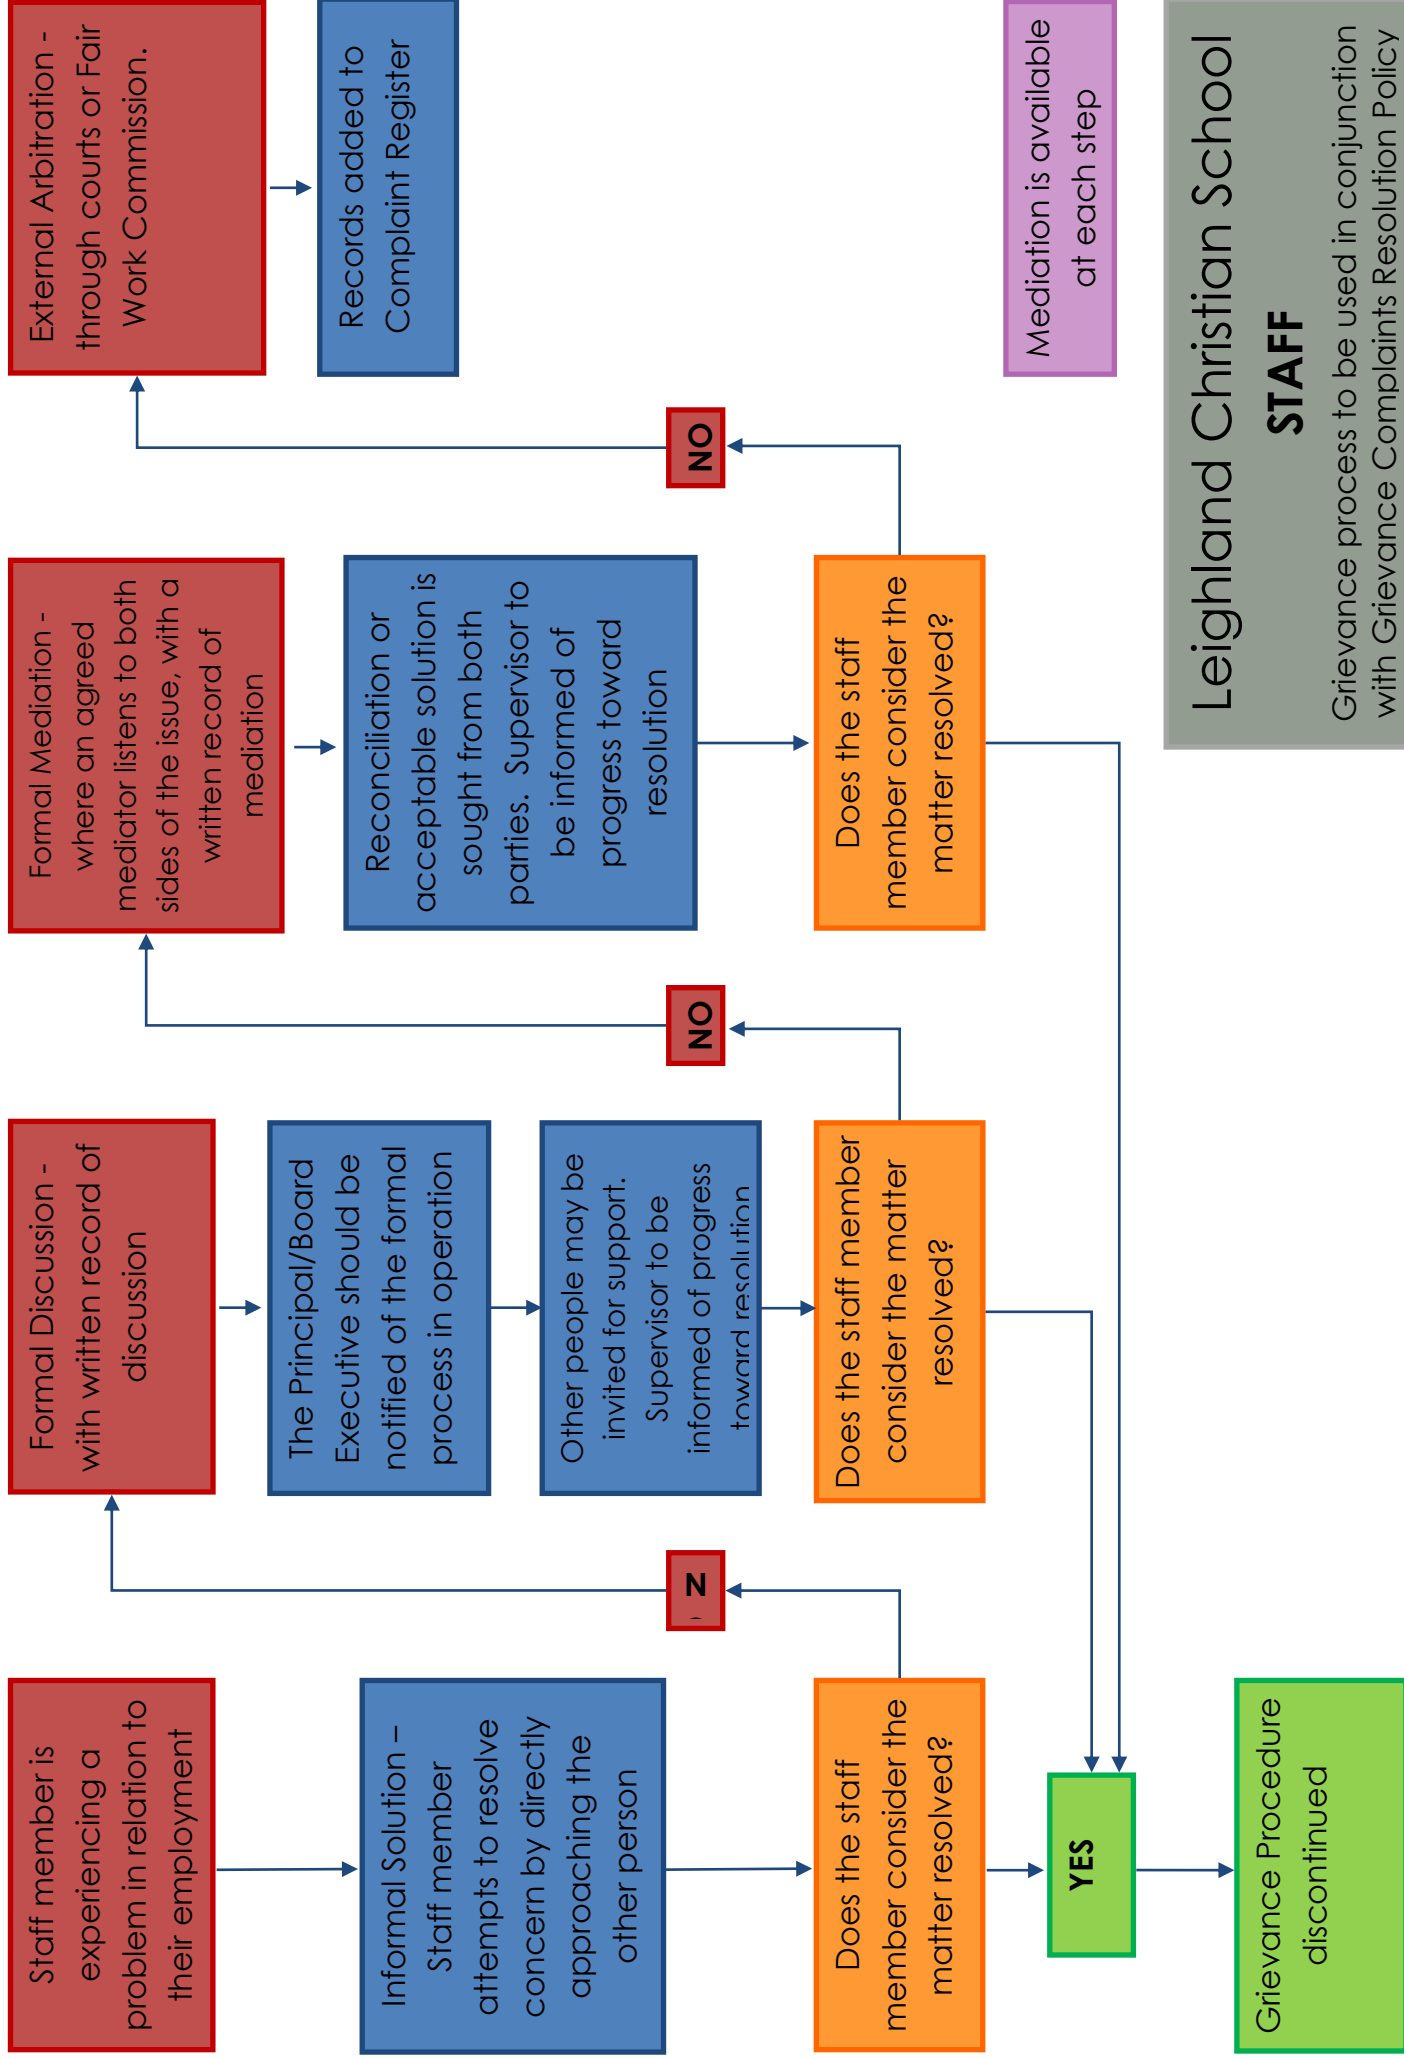 Staff member is
experiencing a
problem in relation to
their employment
Informal Solution –
Staff member
attempts to resolve
concern by directly
approaching the
other person
Does the staff
member consider the
matter resolved?
YES
Grievance Procedure
discontinued
N
Formal Discussion -
with written record of
discussion
The Principal/Board
Executive should be
notified of the formal
process in operation
Other people may be
invited for support.
Supervisor to be
informed of progress
toward resolution
Does the staff member
consider the matter
resolved?
NO
Formal Mediation -
where an agreed
mediator listens to both
sides of the issue, with a
written record of
mediation
Reconciliation or
acceptable solution is
sought from both
parties. Supervisor to
be informed of
progress toward
resolution
Does the staff
member consider the
matter resolved?
NO
External Arbitration -
through courts or Fair
Work Commission.
Records added to
Complaint Register
Mediation is available
at each step
Leighland Christian School
STAFF
Grievance process to be used in conjunction
with Grievance Complaints Resolution Policy